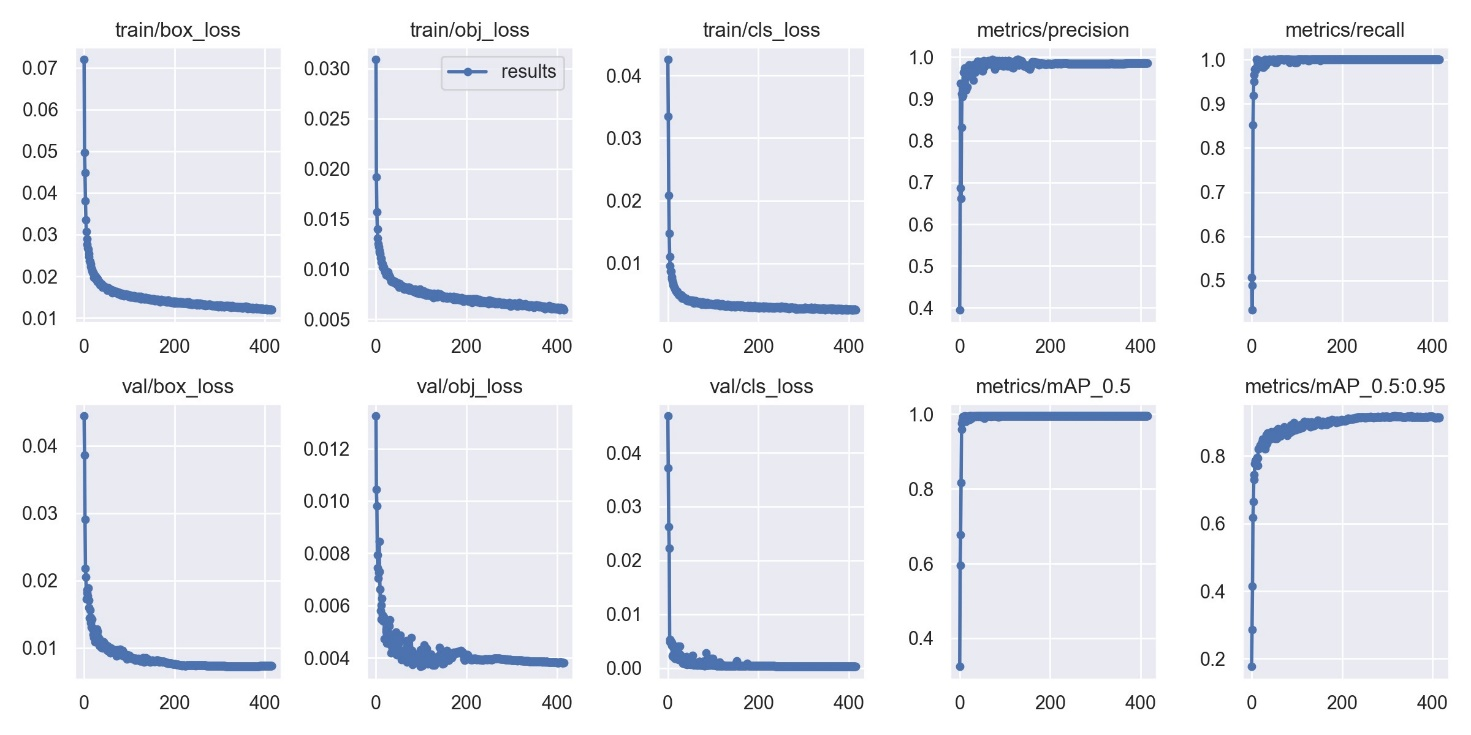 train/box_loss
0.07
0.06
0.05
0.04
0.03
0.02
0.01
0 200 400
train/obj_loss
results
0.030
0.025
0.020
0.015
0.010
0.005
0 200 400
train/cls_loss
0.04
0.03
0.02
0.01
0 200 400
metrics/precision
1.0
0.9
0.8
0.7
0.6
0.5
0.4
0 200 400
metrics/recall
1.0
0.9
0.8
0.7
0.6
0.5
0 200 400
val/box_loss
0.04
0.03
0.02
0.01
0 200 400
val/obj_loss
0.012
0.010
0.008
0.006
0.004
0 200 400
val/cls_loss
0.04
0.03
0.02
0.01
0.00
0 200 400
metrics/mAP_0.5
1.0
0.8
0.6
0.4
0 200 400
metrics/mAP_0.5:0.95
0.8
0.6
0.4
0.2
0 200 400